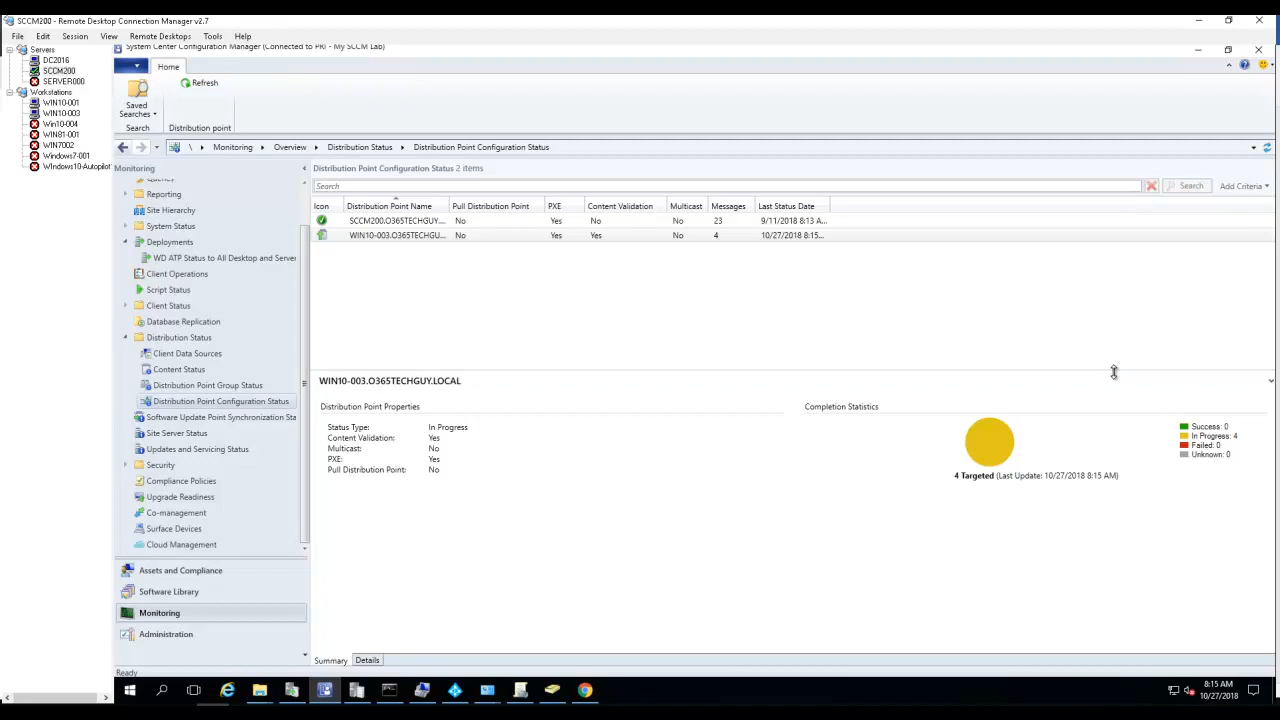 SCCM200 - Remote Desktop Connection Manager v2.7
File Edit Session View Remote Desktops Tools Help
Servers
DC2016
SCCM200
SERVER000
Workstations
WIN10-001
WIN10-003
Win10-004
WIN81-001
WIN7002
Windows7-001
WIndows10-Autopilot
System Center Configuration Manager (Connected to PRI - My SCCM Lab)
Home
Saved Searches
Refresh
Search
Distribution point
\ Monitoring Overview Distribution Status Distribution Point Configuration Status
Monitoring
Queries
Reporting
Site Hierarchy
System Status
Deployments
WD ATP Status to All Desktop and Server
Client Operations
Script Status
Client Status
Database Replication
Distribution Status
Client Data Sources
Content Status
Distribution Point Group Status
Distribution Point Configuration Status
Software Update Point Synchronization Sta
Site Server Status
Updates and Servicing Status
Security
Compliance Policies
Upgrade Readiness
Co-management
Surface Devices
Cloud Management
Assets and Compliance
Software Library
Monitoring
Administration
Distribution Point Configuration Status 2 items
Search Search Add Criteria
Icon Distribution Point Name Pull Distribution Point PXE Content Validation Multicast Messages Last Status Date
SCCM200.O365TECHGUY.... No Yes No No 23 9/11/2018 8:13 A...
WIN10-003.O365TECHGU... No Yes Yes No 4 10/27/2018 8:15...
WIN10-003.O365TECHGUY.LOCAL
Distribution Point Properties
Status Type: In Progress
Content Validation: Yes
Multicast: No
PXE: Yes
Pull Distribution Point: No
Completion Statistics
Success: 0
In Progress: 4
Failed: 0
Unknown: 0
4 Targeted (Last Update: 10/27/2018 8:15 AM)
Summary Details
Ready
8:15 AM
10/27/2018